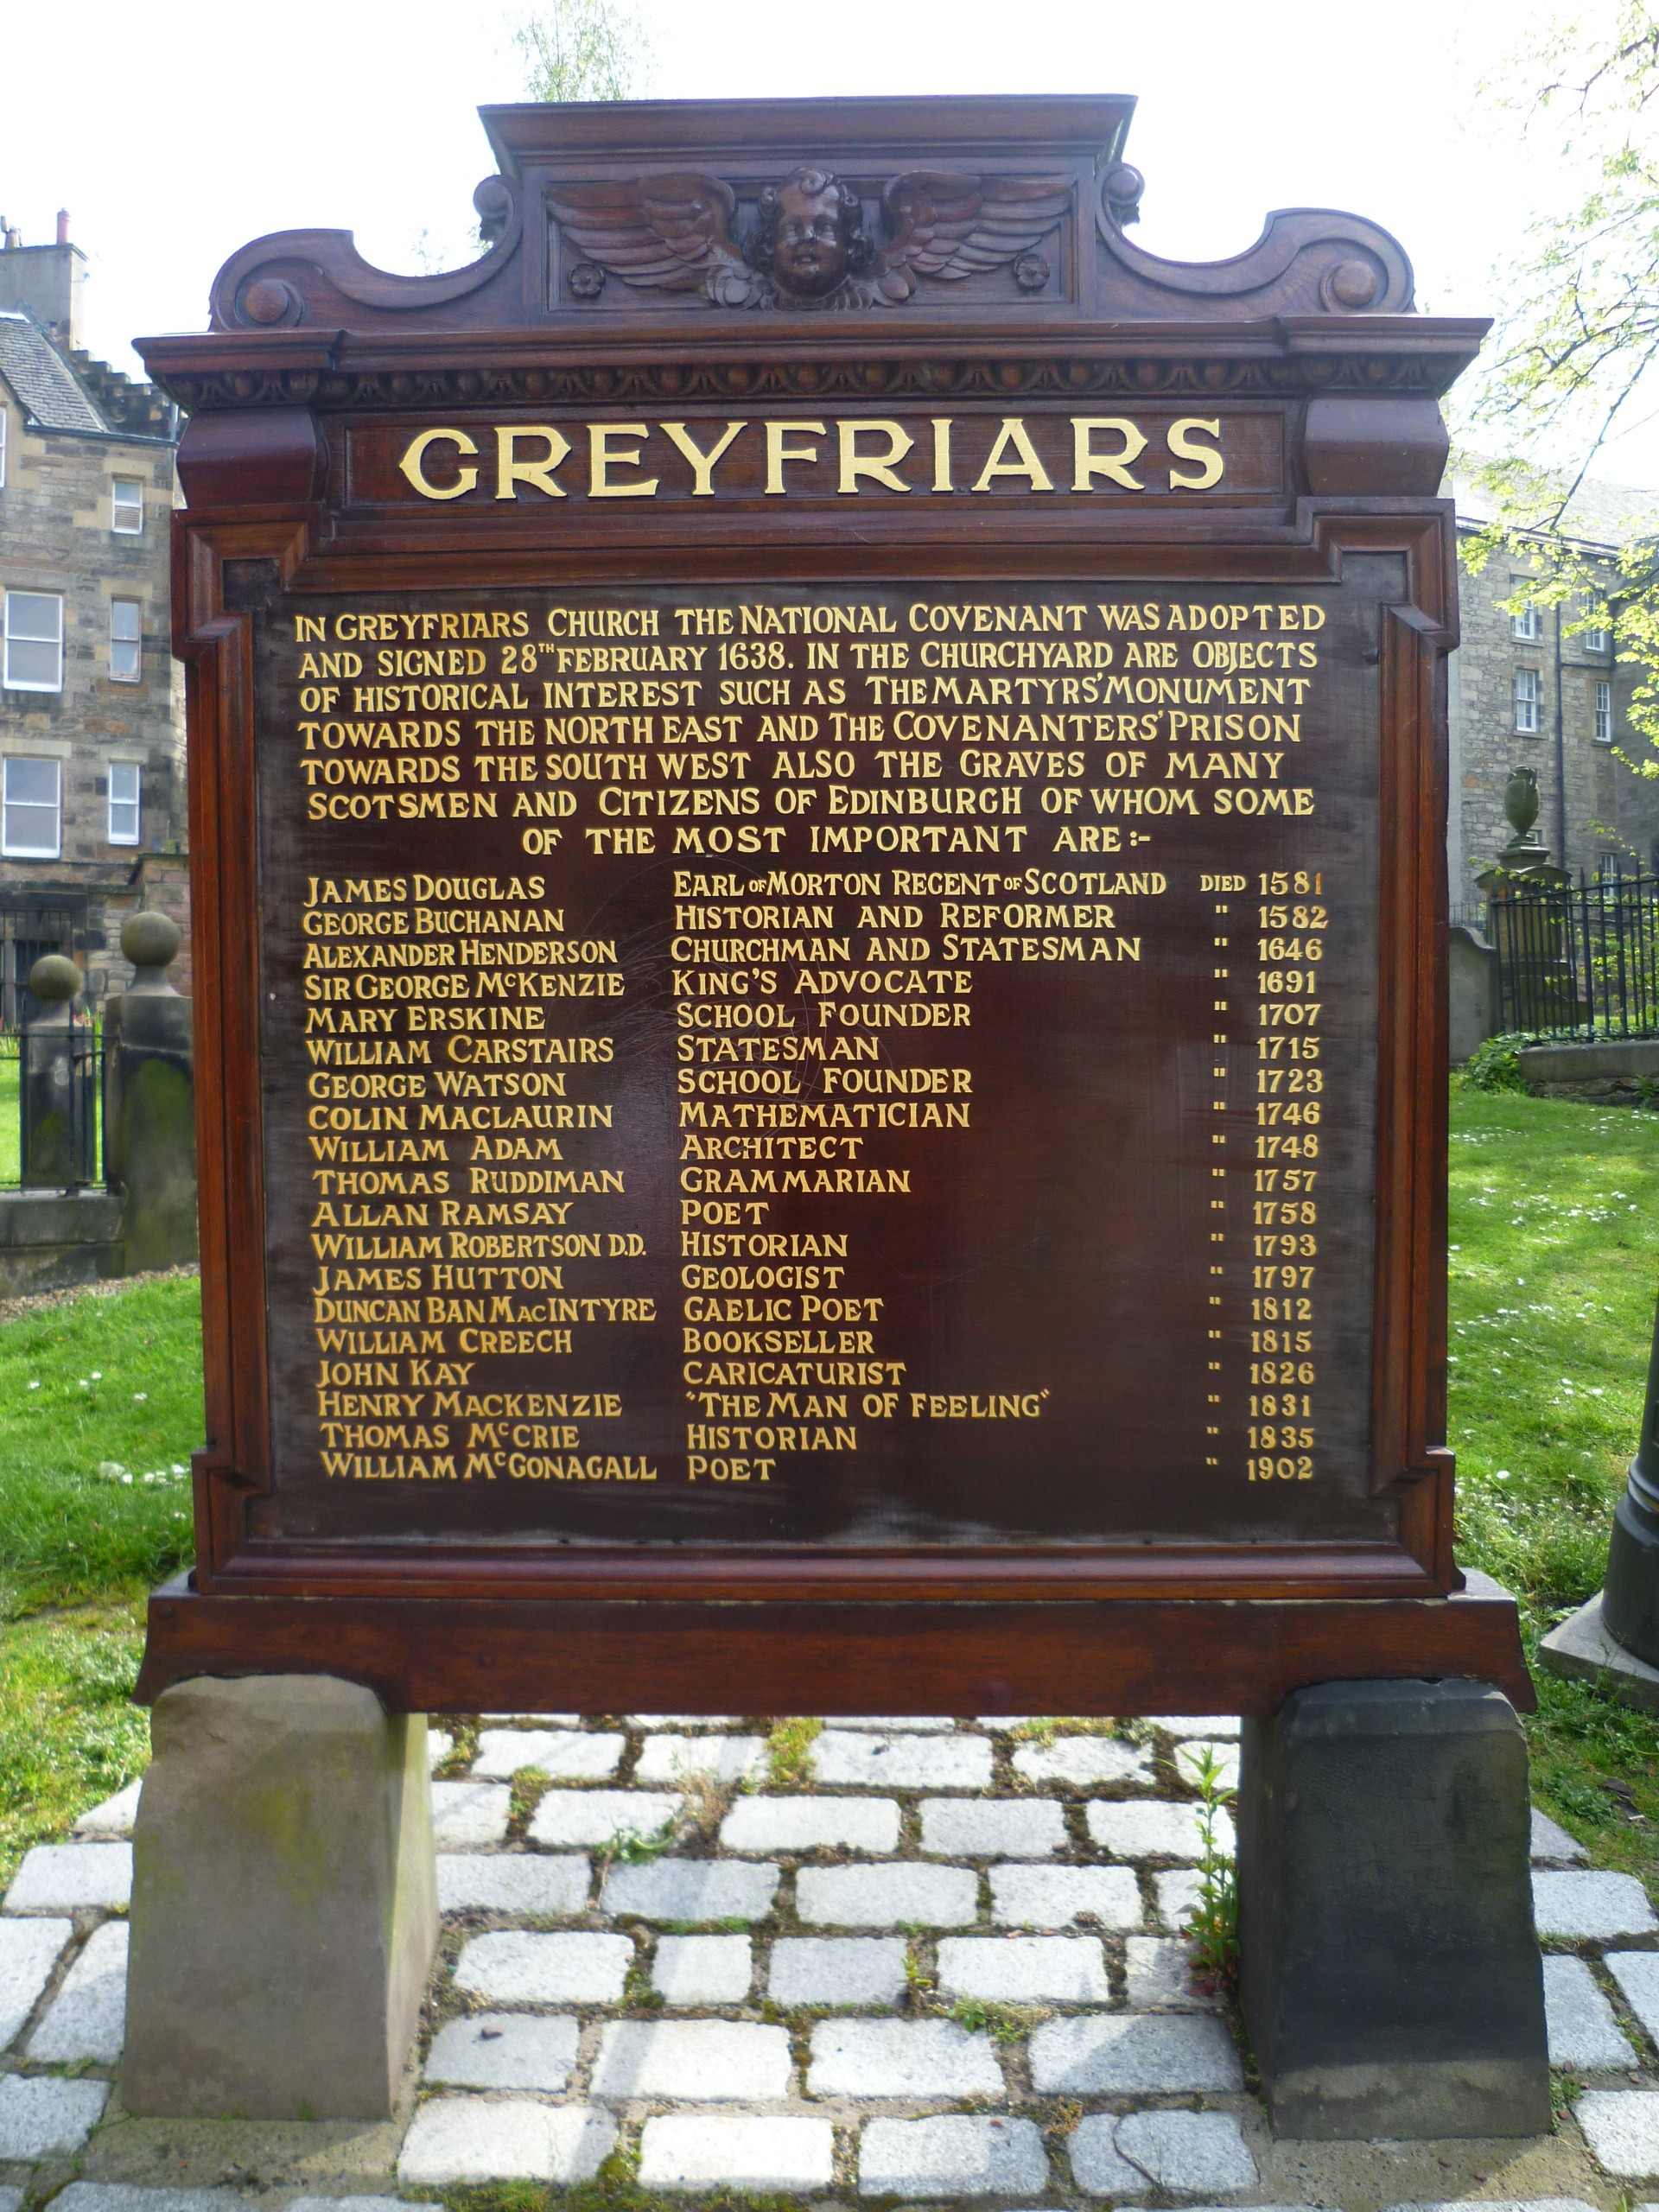 GREYFRIARS
IN GREYFRIARS CHURCH THE NATIONAL COVENANT WAS ADOPTED
AND SIGNED 28TH FEBRUARY 1638. IN THE CHURCHYARD ARE OBJECTS
OF HISTORICAL INTEREST SUCH AS THE MARTYRS' MONUMENT
TOWARDS THE NORTH EAST AND THE COVENANTERS' PRISON
TOWARDS THE SOUTH WEST ALSO THE GRAVES OF MANY
SCOTSMEN AND CITIZENS OF EDINBURGH OF WHOM SOME
OF THE MOST IMPORTANT ARE :-
JAMES DOUGLAS EARL OF MORTON REGENT OF SCOTLAND DIED 1581
GEORGE BUCHANAN HISTORIAN AND REFORMER " 1582
ALEXANDER HENDERSON CHURCHMAN AND STATESMAN " 1646
SIR GEORGE McKENZIE KING'S ADVOCATE " 1691
MARY ERSKINE SCHOOL FOUNDER " 1707
WILLIAM CARSTAIRS STATESMAN " 1715
GEORGE WATSON SCHOOL FOUNDER " 1723
COLIN MACLAURIN MATHEMATICIAN " 1746
WILLIAM ADAM ARCHITECT " 1748
THOMAS RUDDIMAN GRAMMARIAN " 1757
ALLAN RAMSAY POET " 1758
WILLIAM ROBERTSON D.D. HISTORIAN " 1793
JAMES HUTTON GEOLOGIST " 1797
DUNCAN BAN MacINTYRE GAELIC POET " 1812
WILLIAM CREECH BOOKSELLER " 1815
JOHN KAY CARICATURIST " 1826
HENRY MACKENZIE "THE MAN OF FEELING" " 1831
THOMAS McCRIE HISTORIAN " 1835
WILLIAM McGONAGALL POET " 1902